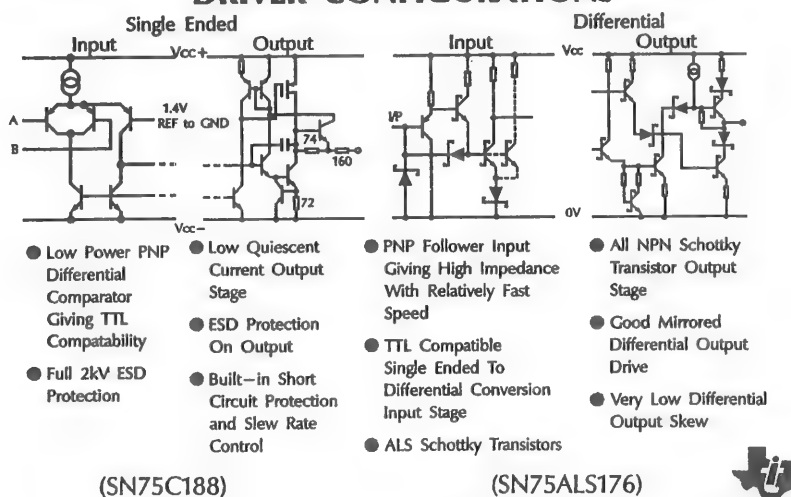 Single Ended
Differential
Input
Vcc+
Output
Input
Vcc
Output
A
B
1.4V
REF to GND
74
160
72
Vcc−
I/P
0V
● Low Power PNP
Differential
Comparator
Giving TTL
Compatability
● Full 2kV ESD
Protection
● Low Quiescent
Current Output
Stage
● ESD Protection
On Output
● Built-in Short
Circuit Protection
and Slew Rate
Control
● PNP Follower Input
Giving High Impedance
With Relatively Fast
Speed
● TTL Compatible
Single Ended To
Differential Conversion
Input Stage
● ALS Schottky Transistors
● All NPN Schottky
Transistor Output
Stage
● Good Mirrored
Differential Output
Drive
● Very Low Differential
Output Skew
(SN75C188)
(SN75ALS176)